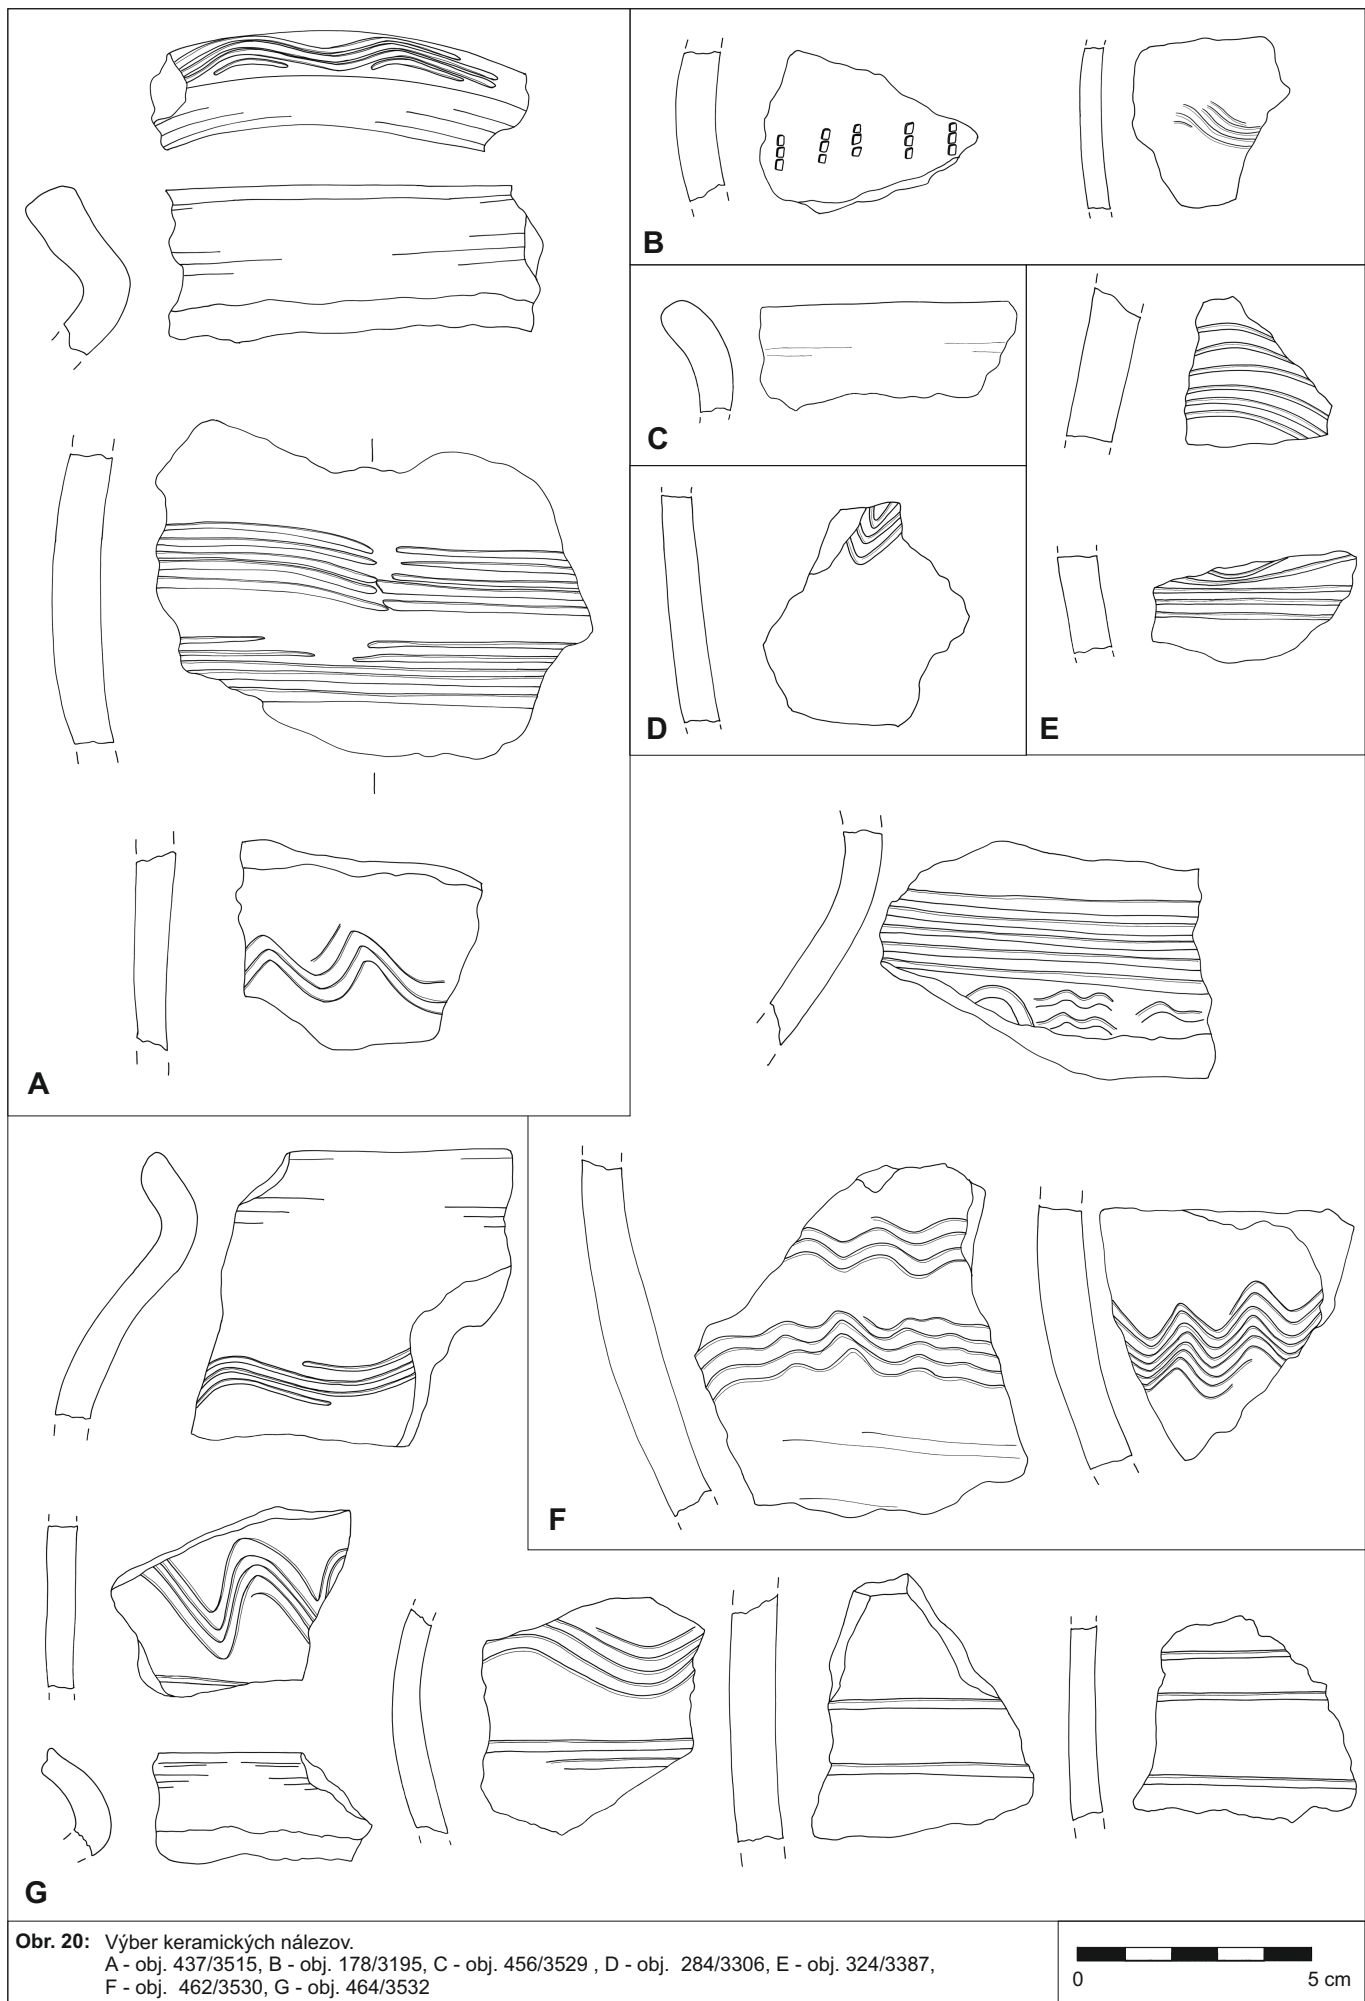 B
C
D
E
A
F
G
Obr. 20: Výber keramických nálezov.
A - obj. 437/3515, B - obj. 178/3195, C - obj. 456/3529 , D - obj. 284/3306, E - obj. 324/3387,
F - obj. 462/3530, G - obj. 464/3532
0 5 cm